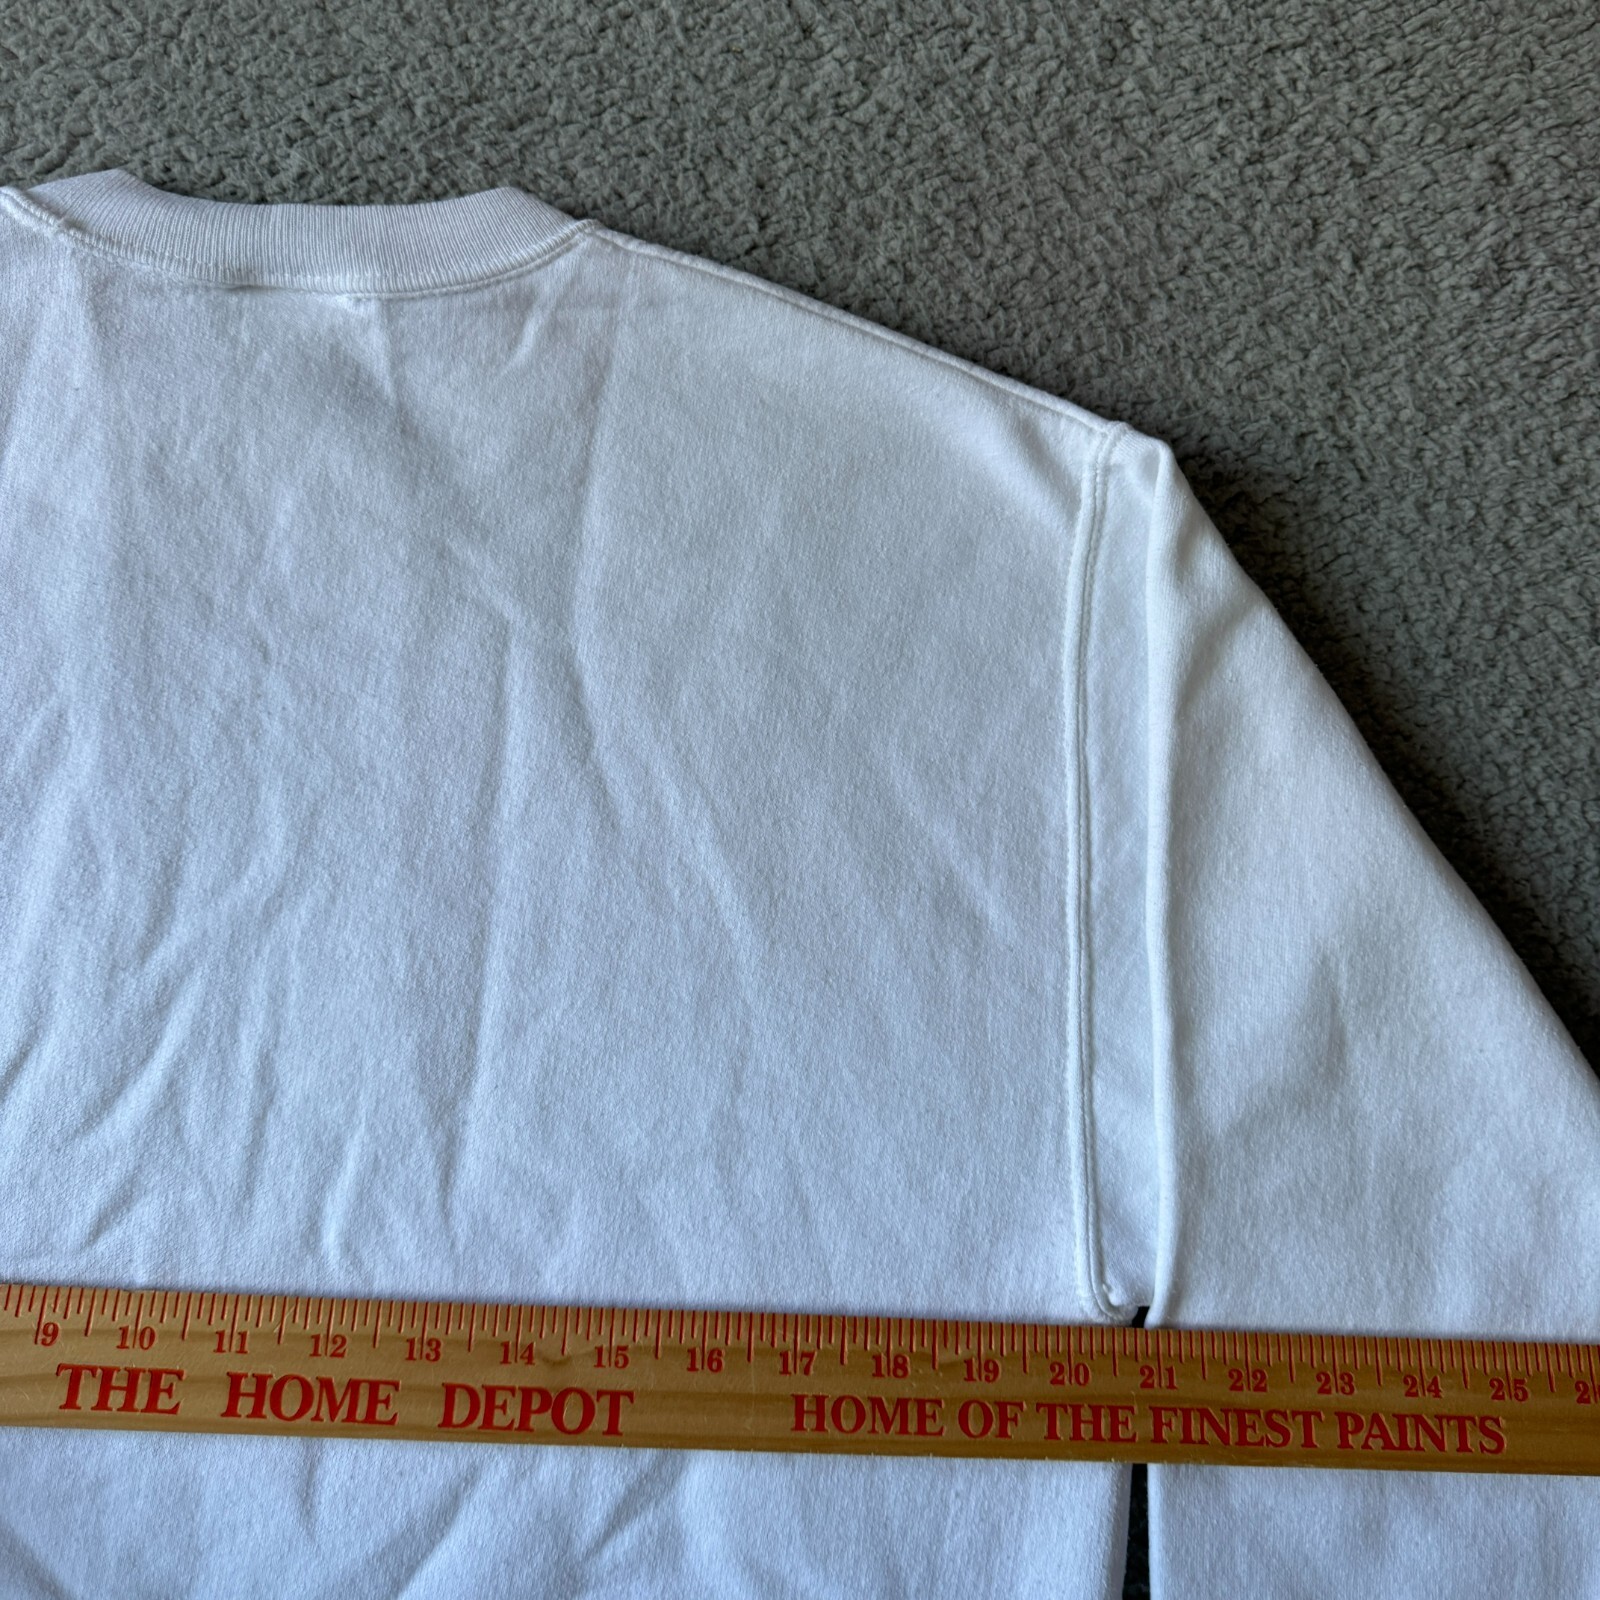 9 10 11 12 13 14 15 16 17 18 19 20 21 22 23 24 25
THE HOME DEPOT HOME OF THE FINEST PAINTS